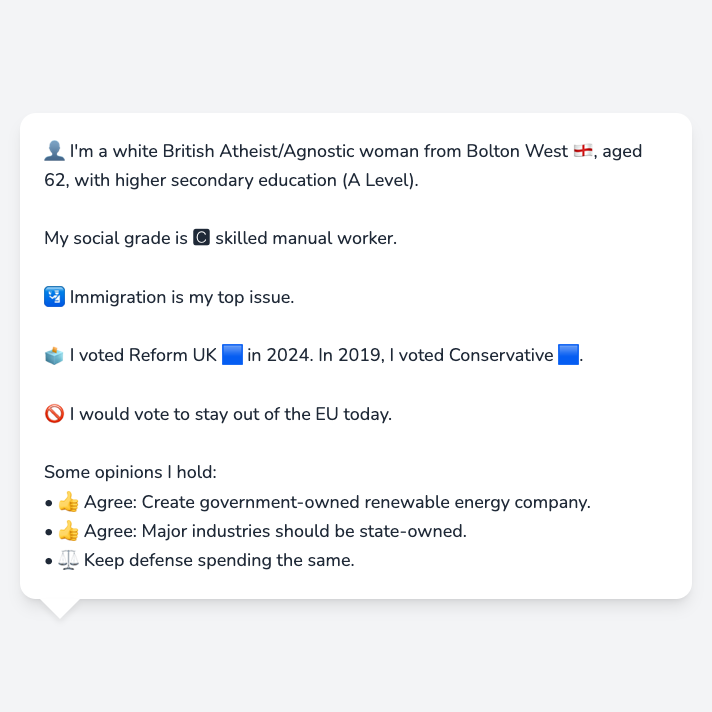 👤 I'm a white British Atheist/Agnostic woman from Bolton West 🏴󠁧󠁢󠁥󠁮󠁧󠁿, aged
62, with higher secondary education (A Level).
My social grade is 🅲 skilled manual worker.
🛂 Immigration is my top issue.
🗳️ I voted Reform UK 🟦 in 2024. In 2019, I voted Conservative 🟦.
🚫 I would vote to stay out of the EU today.
Some opinions I hold:
• 👍 Agree: Create government-owned renewable energy company.
• 👍 Agree: Major industries should be state-owned.
• ⚖️ Keep defense spending the same.